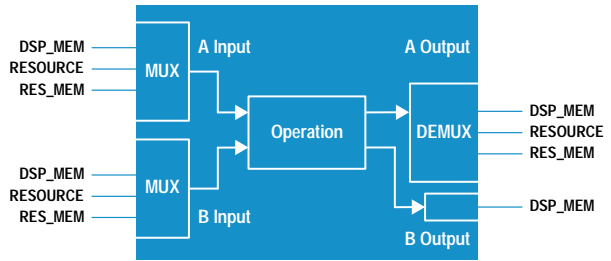 A Input
A Output
DSP_MEM
RESOURCE
RES_MEM
MUX
Operation
DEMUX
DSP_MEM
RESOURCE
RES_MEM
DSP_MEM
RESOURCE
RES_MEM
MUX
B Input
DSP_MEM
B Output